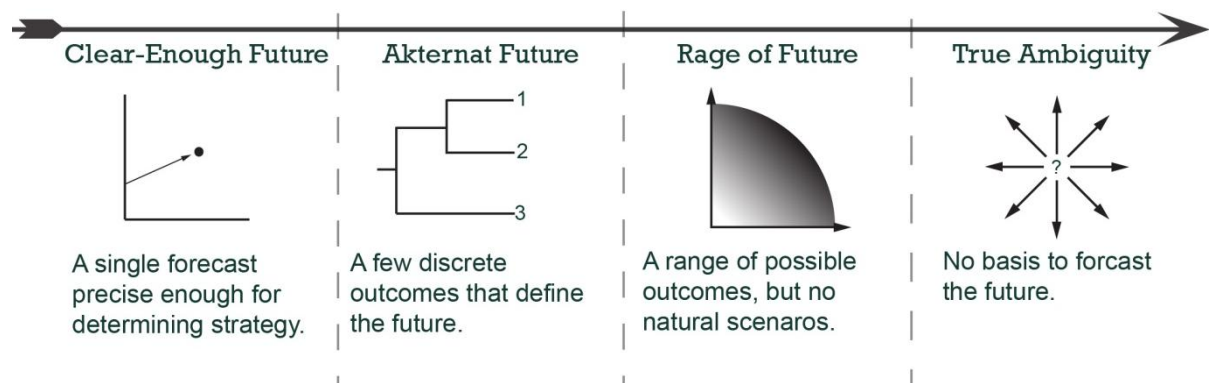 Clear-Enough Future
Akternat Future
Rage of Future
True Ambiguity
1
2
3
?
A single forecast
precise enough for
determining strategy.
A few discrete
outcomes that define
the future.
A range of possible
outcomes, but no
natural scenaros.
No basis to forcast
the future.